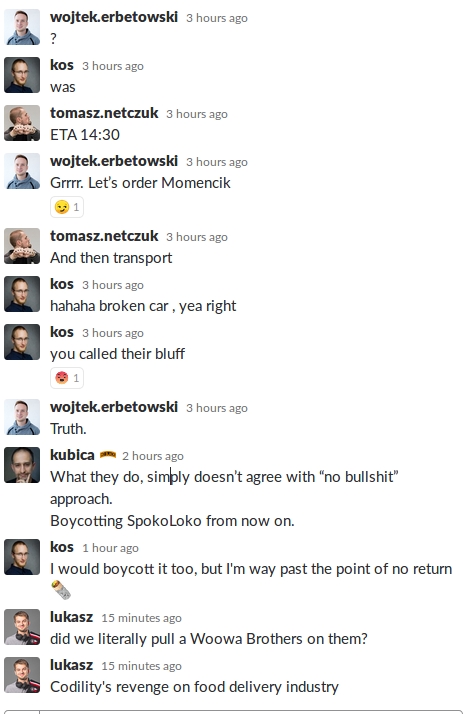 wojtek.erbetowski 3 hours ago
?
kos 3 hours ago
was
tomasz.netczuk 3 hours ago
ETA 14:30
wojtek.erbetowski 3 hours ago
Grrrr. Let's order Momencik
1
tomasz.netczuk 3 hours ago
And then transport
kos 3 hours ago
hahaha broken car , yea right
kos 3 hours ago
you called their bluff
1
wojtek.erbetowski 3 hours ago
Truth.
kubica 2 hours ago
What they do, simply doesn't agree with “no bullshit”
approach.
Boycotting SpokoLoko from now on.
kos 1 hour ago
I would boycott it too, but I'm way past the point of no return
lukasz 15 minutes ago
did we literally pull a Woowa Brothers on them?
lukasz 15 minutes ago
Codility's revenge on food delivery industry